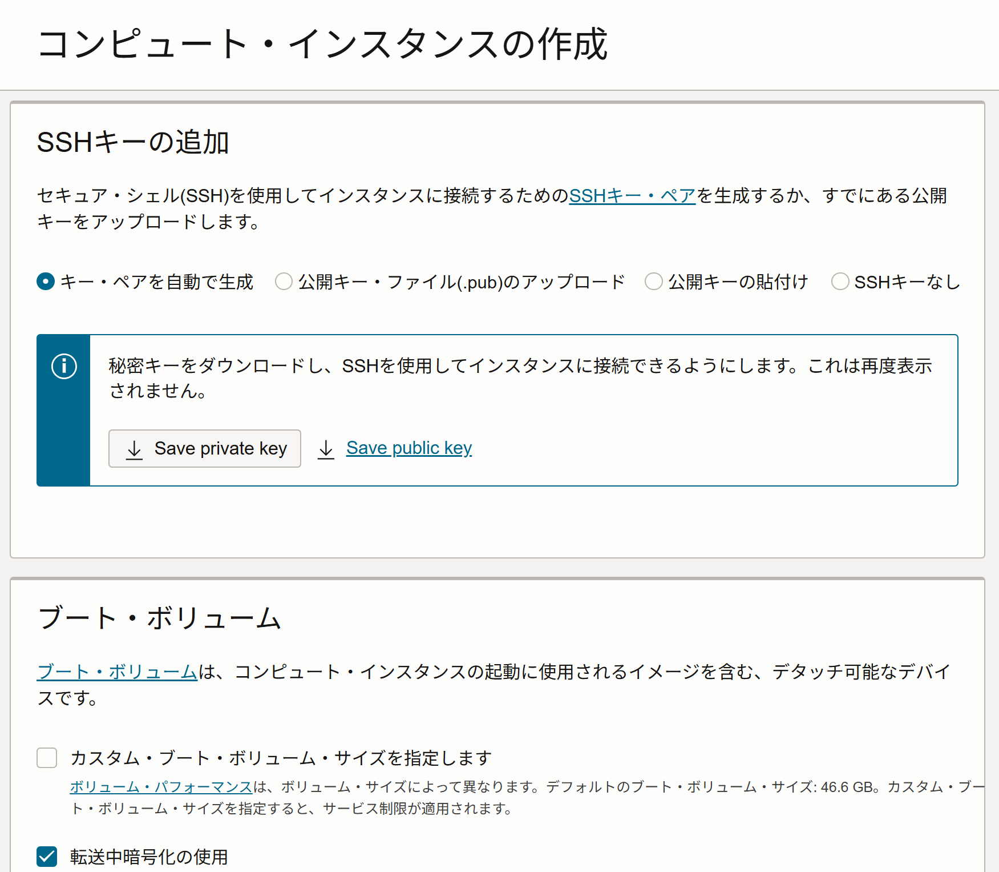 コンピュート・インスタンスの作成
SSHキーの追加
セキュア・シェル(SSH)を使用してインスタンスに接続するためのSSHキー・ペアを生成するか、すでにある公開
キーをアップロードします。
キー・ペアを自動で生成 公開キー・ファイル(.pub)のアップロード 公開キーの貼付け SSHキーなし
秘密キーをダウンロードし、SSHを使用してインスタンスに接続できるようにします。これは再度表示
されません。
Save private key Save public key
ブート・ボリューム
ブート・ボリュームは、コンピュート・インスタンスの起動に使用されるイメージを含む、デタッチ可能なデバイ
スです。
カスタム・ブート・ボリューム・サイズを指定します
ボリューム・パフォーマンスは、ボリューム・サイズによって異なります。デフォルトのブート・ボリューム・サイズ: 46.6 GB。カスタム・ブー
ト・ボリューム・サイズを指定すると、サービス制限が適用されます。
転送中暗号化の使用